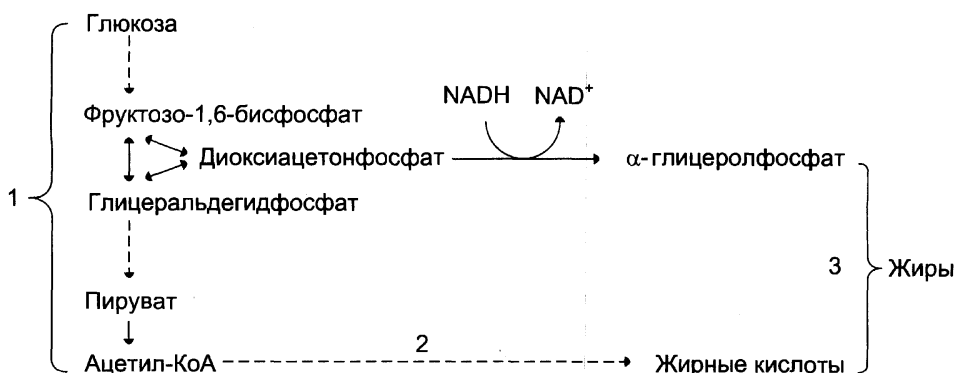 Глюкоза
NADH NAD⁺
Фруктозо-1,6-бисфосфат
Диоксиацетонфосфат α-глицеролфосфат
1
Глицеральдегидфосфат
3 Жиры
Пируват
2
Ацетил-КоА Жирные кислоты